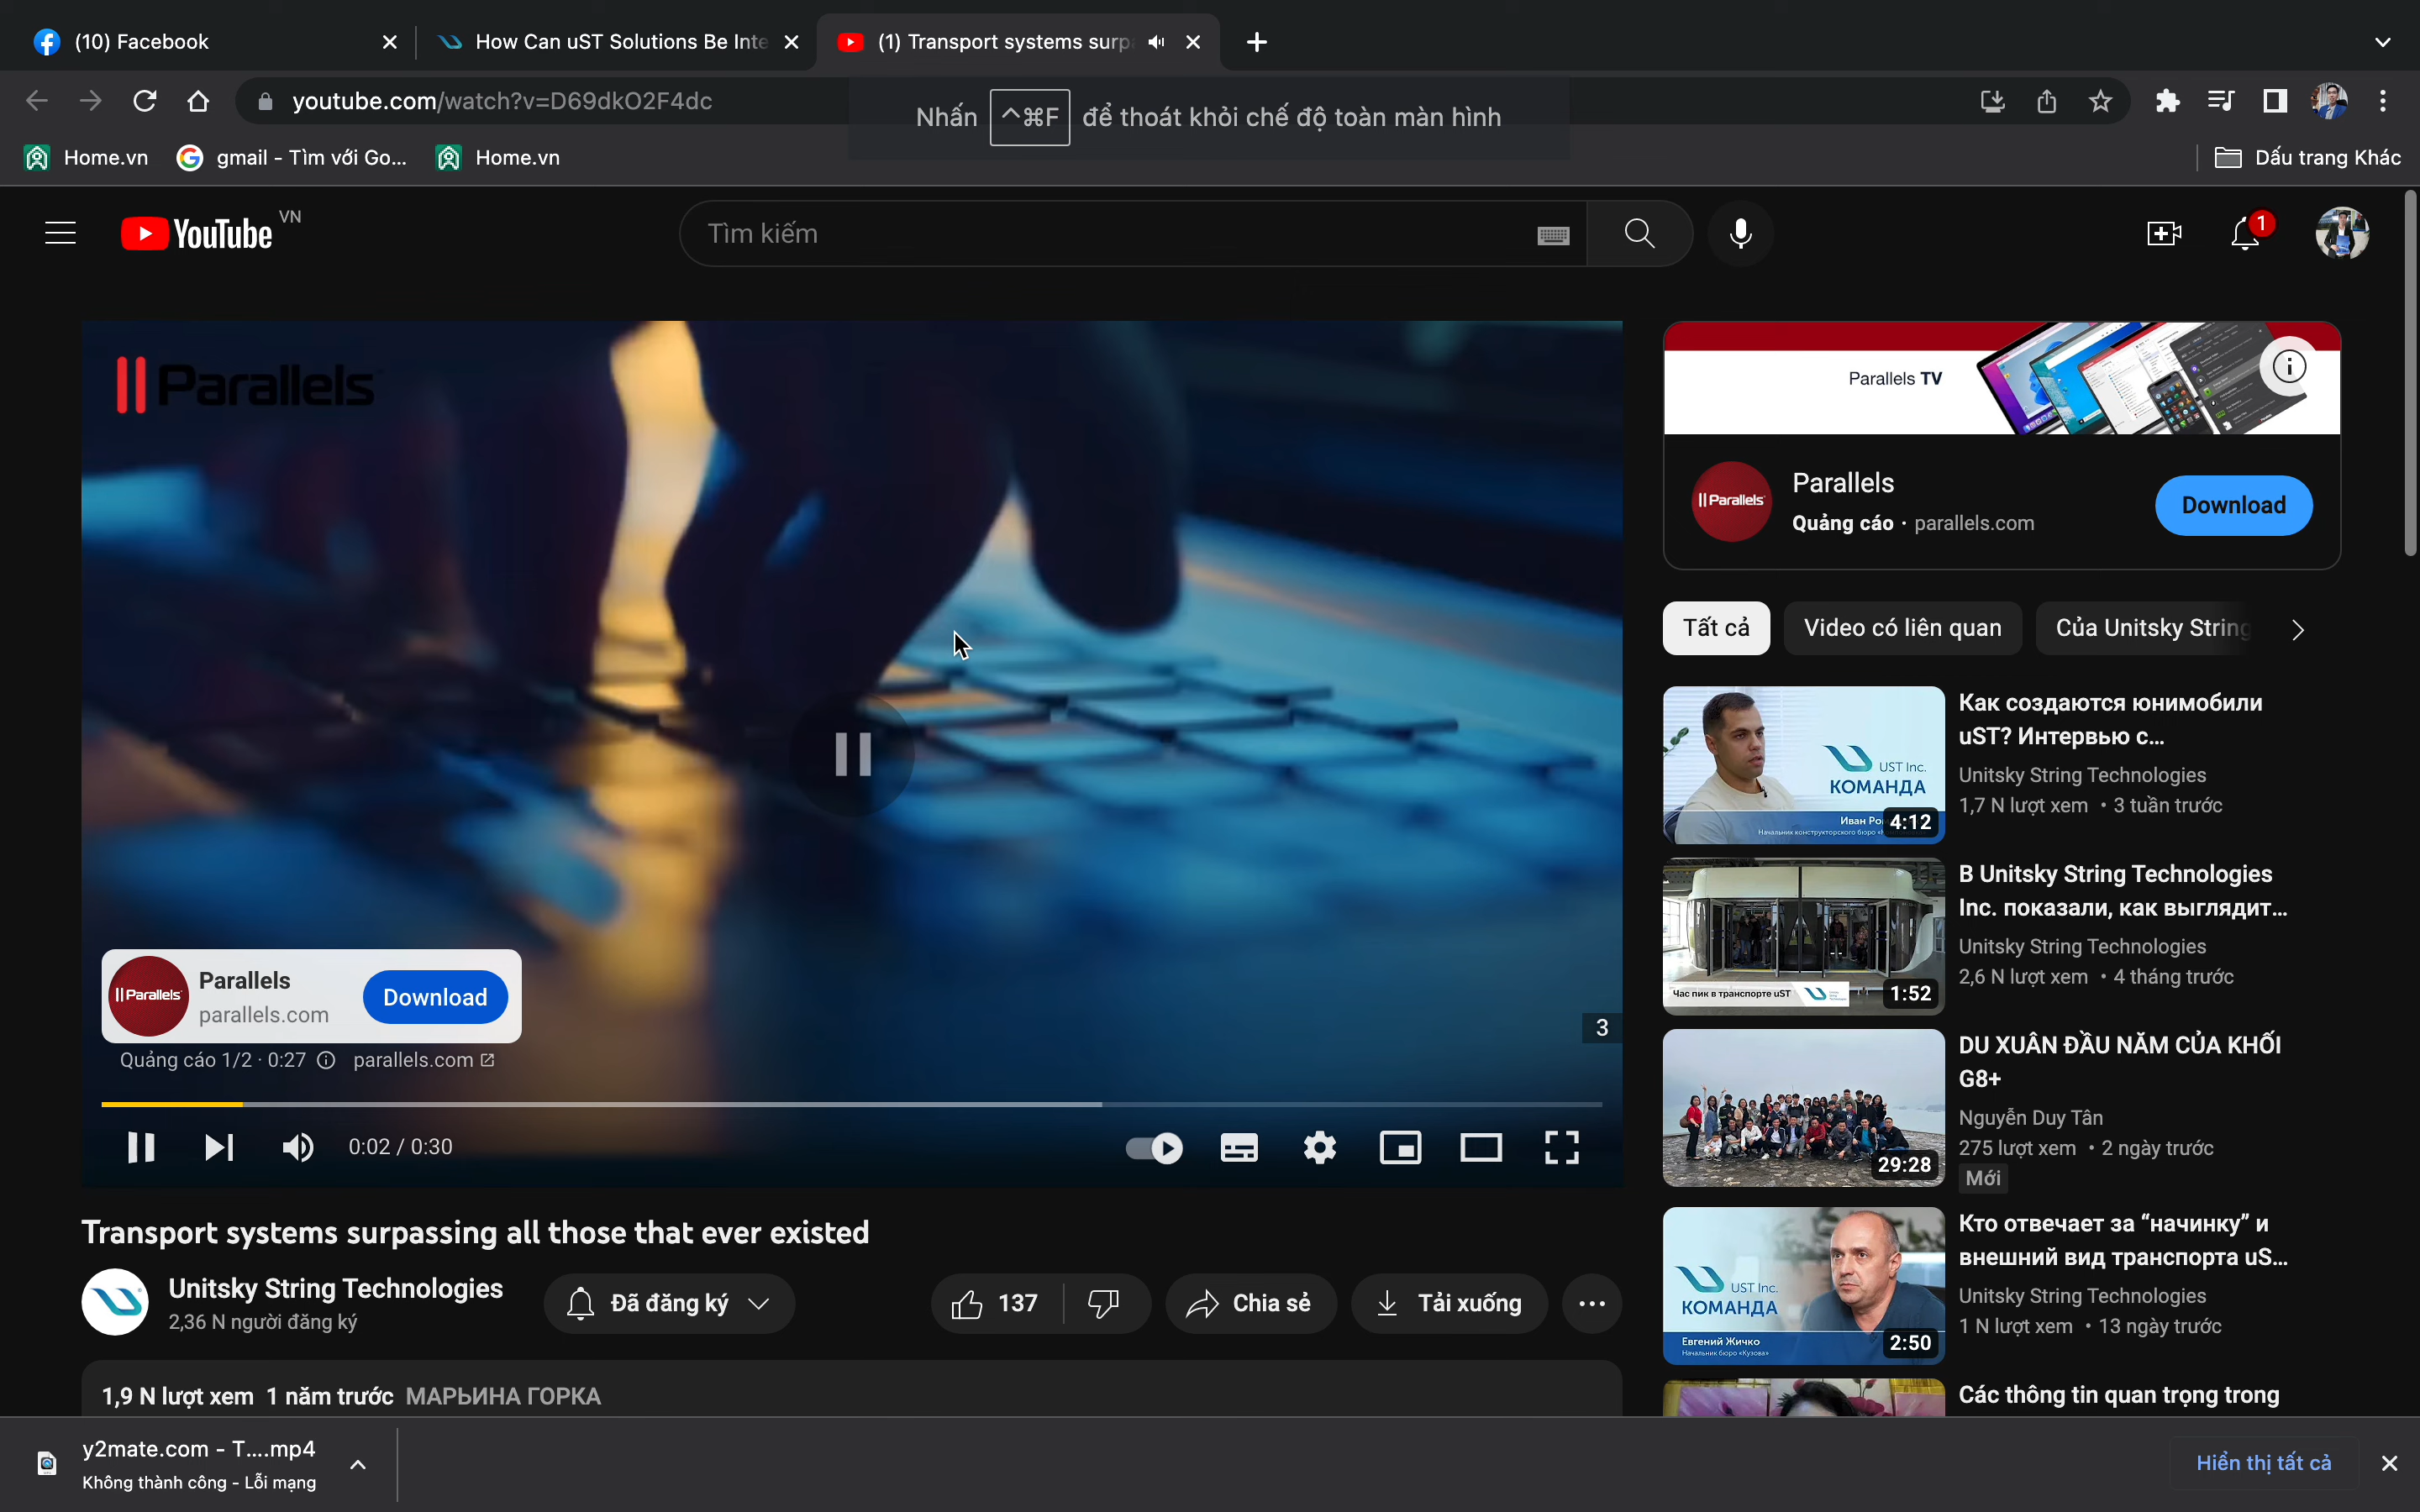 (10) Facebook
How Can uST Solutions Be Inte
(1) Transport systems surp
youtube.com/watch?v=D69dkO2F4dc
Nhấn ^⌘F để thoát khỏi chế độ toàn màn hình
Home.vn
gmail - Tìm với Go...
Home.vn
Dấu trang Khác
YouTube VN
Tìm kiếm
1
Parallels
Parallels
parallels.com
Download
Quảng cáo 1/2 · 0:27
parallels.com
3
0:02 / 0:30
Transport systems surpassing all those that ever existed
Unitsky String Technologies
2,36 N người đăng ký
Đã đăng ký
137
Chia sẻ
Tải xuống
1,9 N lượt xem 1 năm trước МАРЬИНА ГОРКА
Parallels TV
Parallels
Parallels
Quảng cáo · parallels.com
Download
Tất cả
Video có liên quan
Của Unitsky String
UST Inc.
КОМАНДА
Иван Ро
4:12
Как создаются юнимобили
uST? Интервью с...
Unitsky String Technologies
1,7 N lượt xem • 3 tuần trước
Час пик в транспорте uST
1:52
В Unitsky String Technologies
Inc. показали, как выглядит...
Unitsky String Technologies
2,6 N lượt xem • 4 tháng trước
29:28
DU XUÂN ĐẦU NĂM CỦA KHỐI
G8+
Nguyễn Duy Tân
275 lượt xem • 2 ngày trước
Mới
UST Inc.
КОМАНДА
Евгений Жичко
Начальник бюро «Кузова»
2:50
Кто отвечает за “начинку” и
внешний вид транспорта uS...
Unitsky String Technologies
1 N lượt xem • 13 ngày trước
Các thông tin quan trọng trong
y2mate.com - T....mp4
Không thành công - Lỗi mạng
Hiển thị tất cả